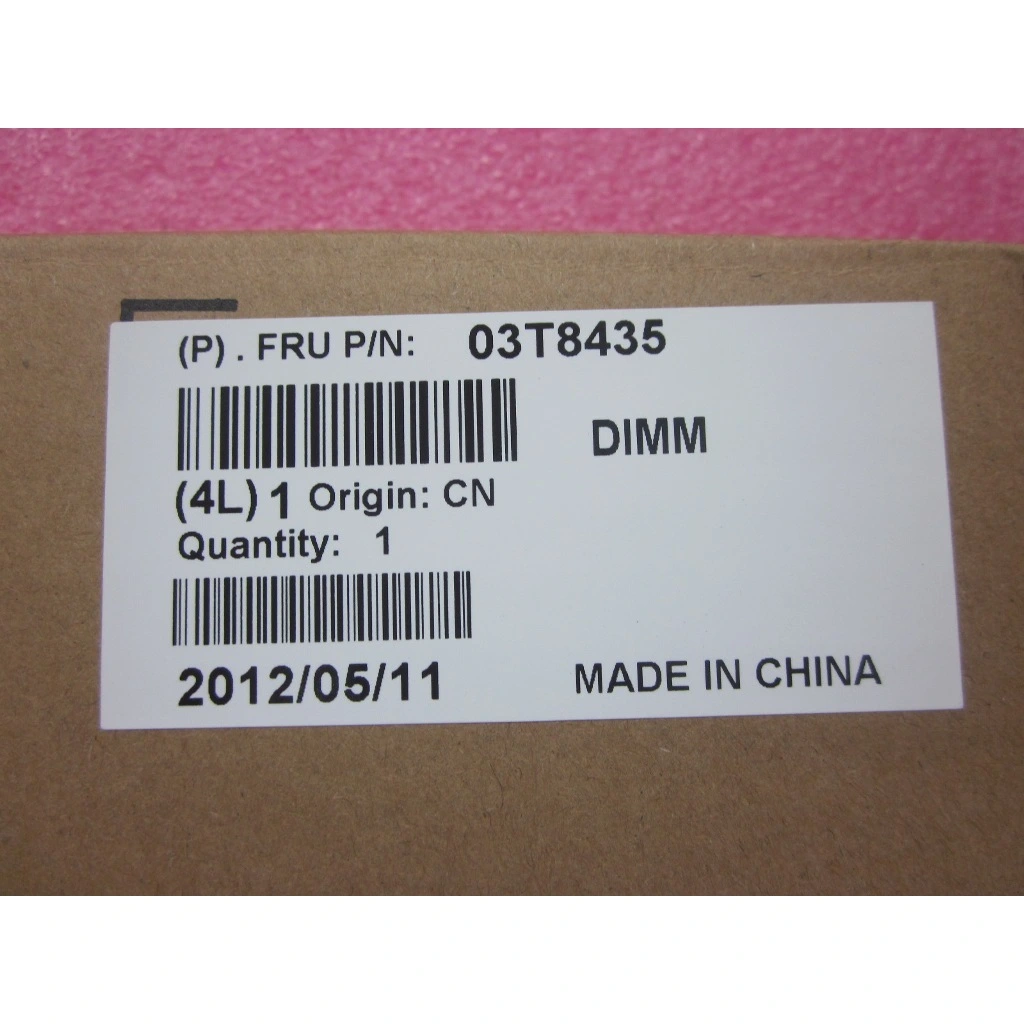 (P) . FRU P/N: 03T8435
DIMM
(4L) 1 Origin: CN
Quantity: 1
2012/05/11
MADE IN CHINA